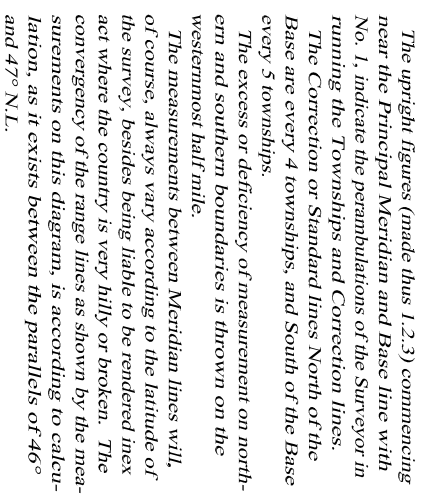 The upright figures (made thus 1.2.3) commencing
near the Principal Meridian and Base line with
No. 1, indicate the perambulations of the Surveyor in
running the Townships and Correction lines.
The Correction or Standard lines North of the
Base are every 4 townships, and South of the Base
every 5 townships.
The excess or deficiency of measurement on north-
ern and southern boundaries is thrown on the
westernmost half mile.
The measurements between Meridian lines will,
of course, always vary according to the latitude of
the survey, besides being liable to be rendered inex
act where the country is very hilly or broken. The
convergency of the range lines as shown by the mea-
surements on this diagram, is according to calcu-
lation, as it exists between the parallels of 46°
and 47° N.L.